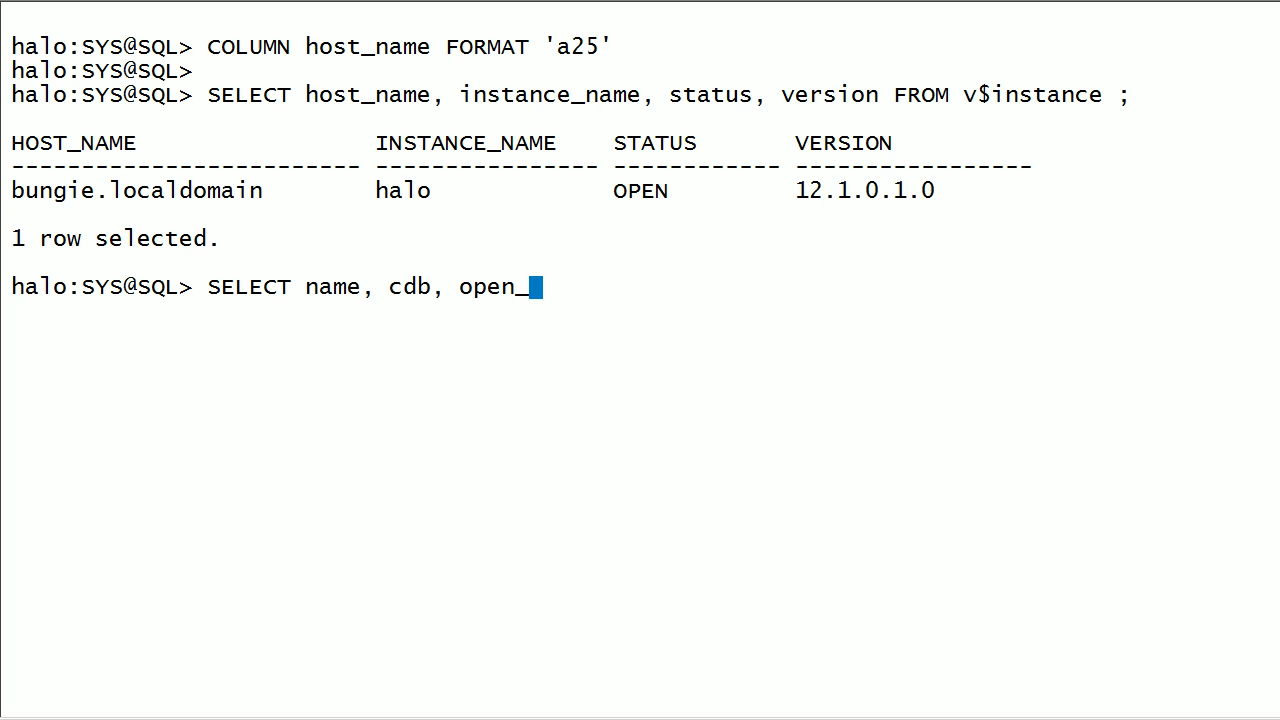 halo:SYS@SQL> COLUMN host_name FORMAT 'a25'
halo:SYS@SQL>
halo:SYS@SQL> SELECT host_name, instance_name, status, version FROM v$instance ;
HOST_NAME                 INSTANCE_NAME    STATUS       VERSION
------------------------- ---------------- ------------ -----------------
bungie.localdomain        halo             OPEN         12.1.0.1.0
1 row selected.
halo:SYS@SQL> SELECT name, cdb, open_